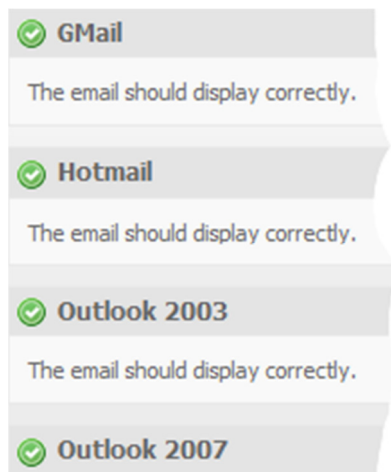 GMail
The email should display correctly.
Hotmail
The email should display correctly.
Outlook 2003
The email should display correctly.
Outlook 2007